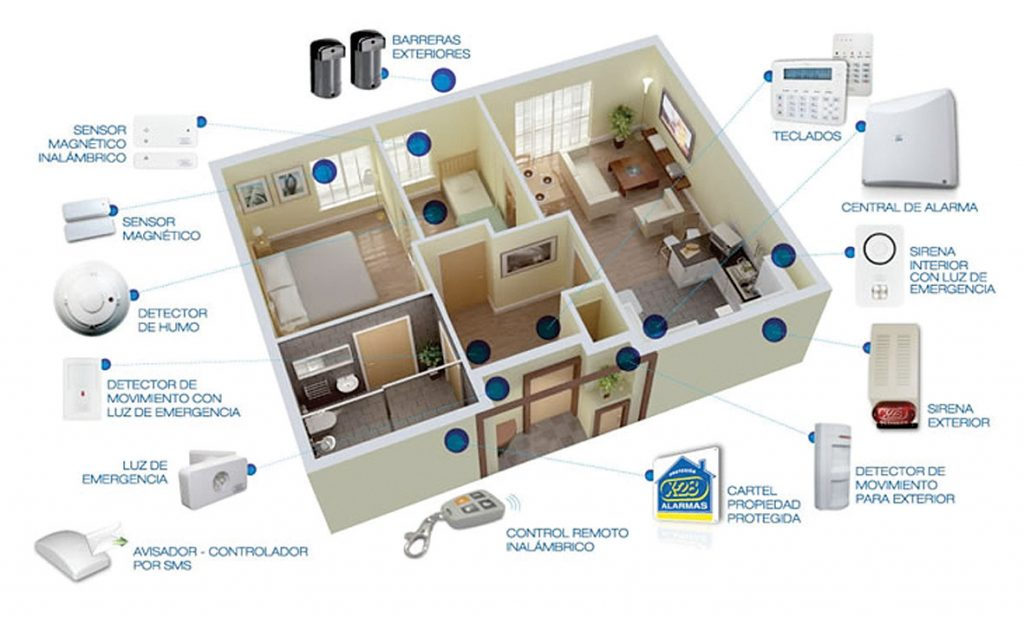 BARRERAS
EXTERIORES
SENSOR
MAGNÉTICO
INALÁMBRICO
TECLADOS
SENSOR
MAGNÉTICO
CENTRAL DE ALARMA
DETECTOR
DE HUMO
SIRENA
INTERIOR
CON LUZ DE
EMERGENCIA
DETECTOR DE
MOVIMIENTO CON
LUZ DE EMERGENCIA
SIRENA
EXTERIOR
LUZ DE
EMERGENCIA
DETECTOR DE
MOVIMIENTO
PARA EXTERIOR
X-28
ALARMAS
CARTEL
PROPIEDAD
PROTEGIDA
CONTROL REMOTO
INALÁMBRICO
AVISADOR - CONTROLADOR
POR SMS